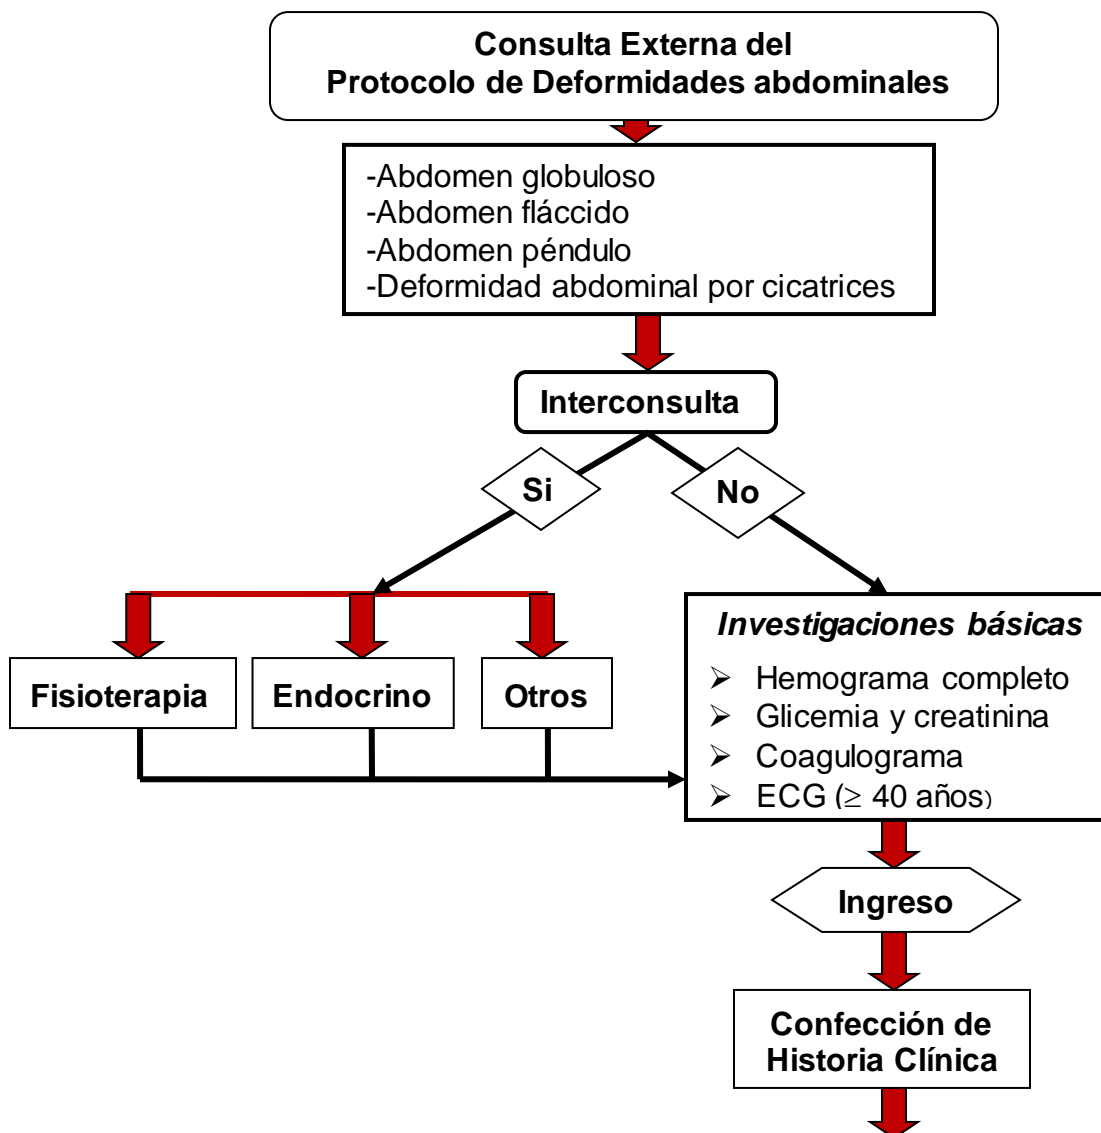 Consulta Externa del
Protocolo de Deformidades abdominales
-Abdomen globuloso
-Abdomen fláccido
-Abdomen péndulo
-Deformidad abdominal por cicatrices
Interconsulta
Si
No
Fisioterapia
Endocrino
Otros
Investigaciones básicas
➢ Hemograma completo
➢ Glicemia y creatinina
➢ Coagulograma
➢ ECG (≥ 40 años)
Ingreso
Confección de
Historia Clínica